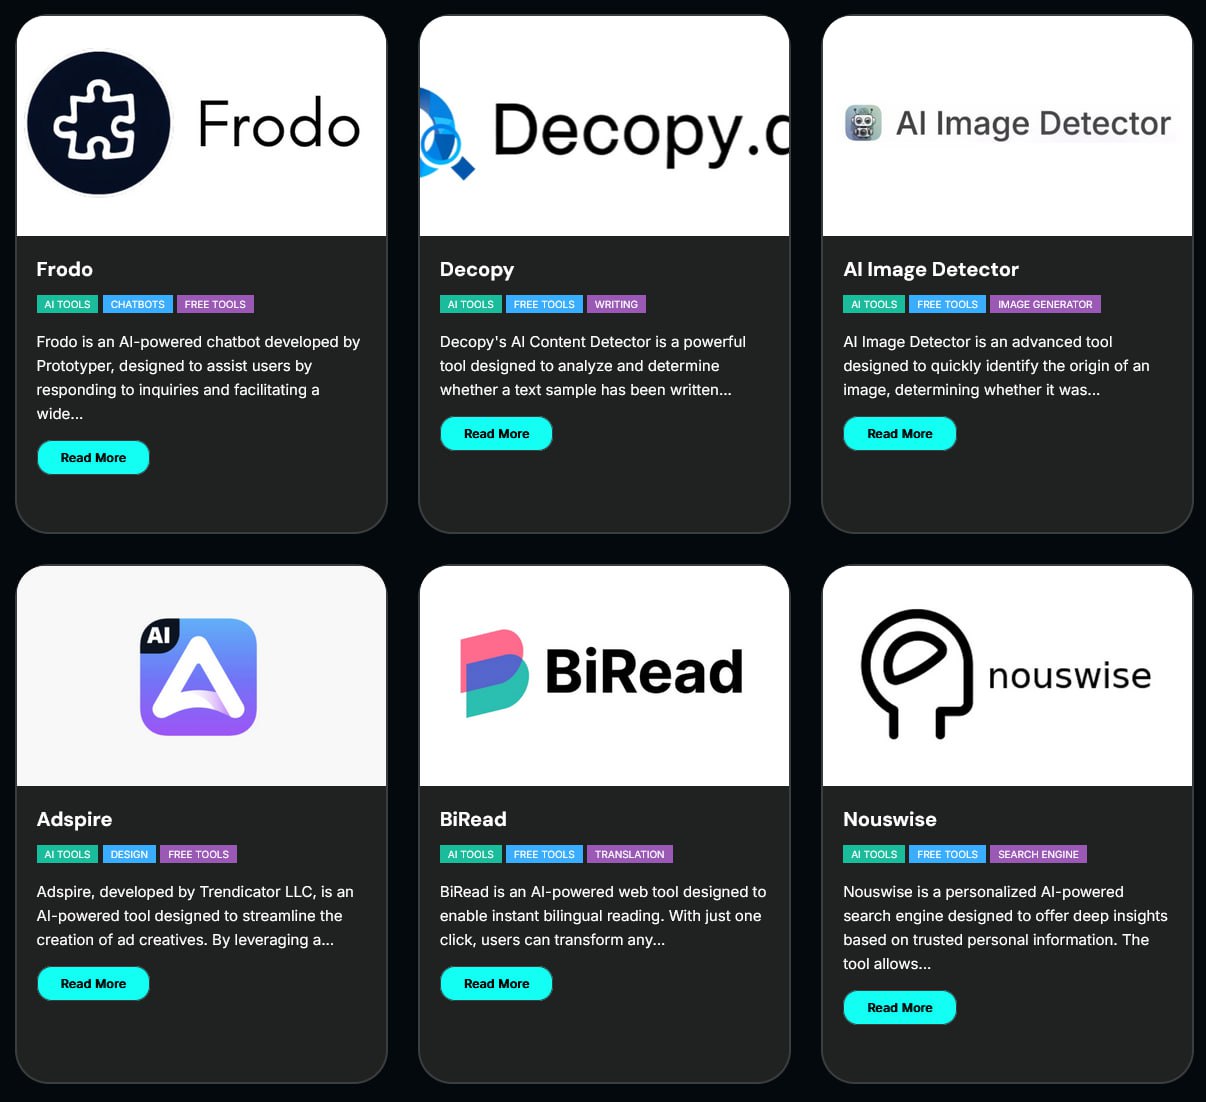 Frodo
Frodo
AI TOOLS CHATBOTS FREE TOOLS
Frodo is an AI-powered chatbot developed by
Prototyper, designed to assist users by
responding to inquiries and facilitating a
wide...
Read More
Decopy.a
Decopy
AI TOOLS FREE TOOLS WRITING
Decopy's AI Content Detector is a powerful
tool designed to analyze and determine
whether a text sample has been written...
Read More
AI Image Detector
AI Image Detector
AI TOOLS FREE TOOLS IMAGE GENERATOR
AI Image Detector is an advanced tool
designed to quickly identify the origin of an
image, determining whether it was...
Read More
AI
Adspire
AI TOOLS DESIGN FREE TOOLS
Adspire, developed by Trendicator LLC, is an
AI-powered tool designed to streamline the
creation of ad creatives. By leveraging a...
Read More
BiRead
BiRead
AI TOOLS FREE TOOLS TRANSLATION
BiRead is an AI-powered web tool designed to
enable instant bilingual reading. With just one
click, users can transform any...
Read More
nouswise
Nouswise
AI TOOLS FREE TOOLS SEARCH ENGINE
Nouswise is a personalized AI-powered
search engine designed to offer deep insights
based on trusted personal information. The
tool allows...
Read More